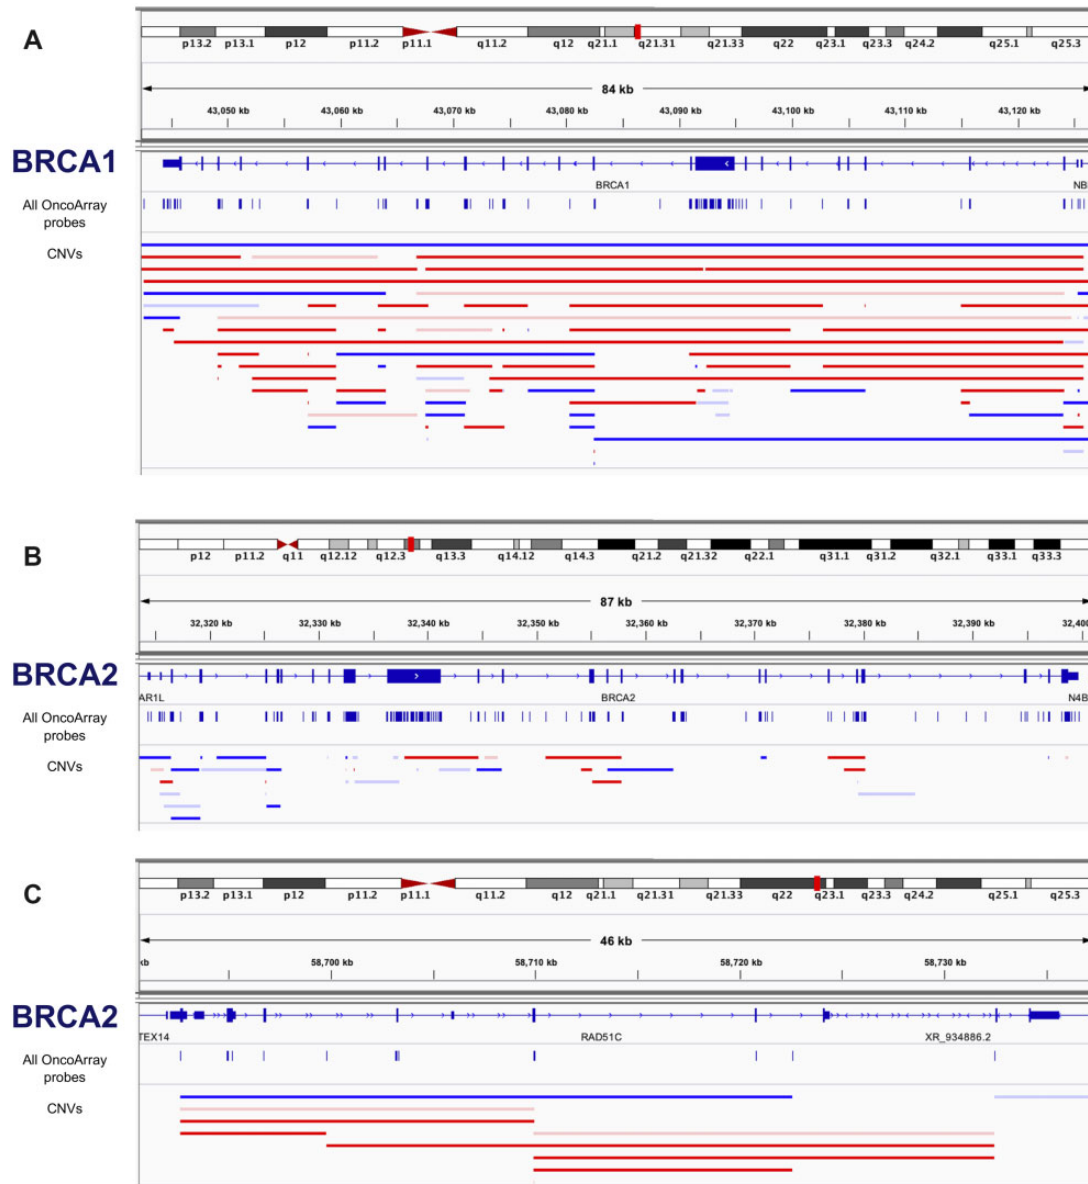 A
p13.2 p13.1 p12 p11.2 p11.1 q11.2 q12 q21.1 q21.31 q21.33 q22 q23.1 q23.3 q24.2 q25.1 q25.3
84 kb
43,050 kb 43,060 kb 43,070 kb 43,080 kb 43,090 kb 43,100 kb 43,110 kb 43,120 kb
BRCA1
BRCA1 NB
All OncoArray
probes
CNVs
B
p12 p11.2 q11 q12.12 q12.3 q13.3 q14.12 q14.3 q21.2 q21.32 q22.1 q31.1 q31.2 q32.1 q33.1 q33.3
87 kb
32,320 kb 32,330 kb 32,340 kb 32,350 kb 32,360 kb 32,370 kb 32,380 kb 32,390 kb 32,400
BRCA2
AR1L BRCA2 N4B
All OncoArray
probes
CNVs
C
p13.2 p13.1 p12 p11.2 p11.1 q11.2 q12 q21.1 q21.31 q21.33 q22 q23.1 q23.3 q24.2 q25.1 q25.3
46 kb
kb 58,700 kb 58,710 kb 58,720 kb 58,730 kb
BRCA2
TEX14 RAD51C XR_934886.2
All OncoArray
probes
CNVs